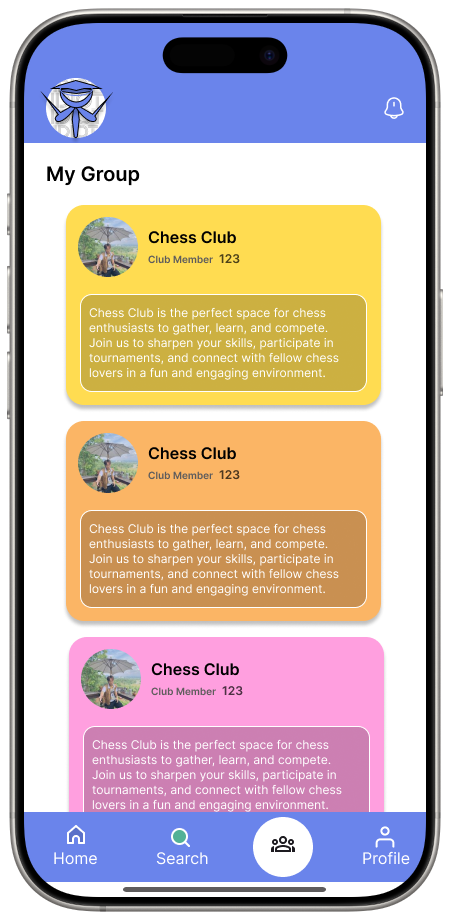 My Group
Chess Club
Club Member 123
Chess Club is the perfect space for chess
enthusiasts to gather, learn, and compete.
Join us to sharpen your skills, participate in
tournaments, and connect with fellow chess
lovers in a fun and engaging environment.
Chess Club
Club Member 123
Chess Club is the perfect space for chess
enthusiasts to gather, learn, and compete.
Join us to sharpen your skills, participate in
tournaments, and connect with fellow chess
lovers in a fun and engaging environment.
Chess Club
Club Member 123
Chess Club is the perfect space for chess
enthusiasts to gather, learn, and compete.
Join us to sharpen your skills, participate in
tournaments, and connect with fellow chess
lovers in a fun and engaging environment.
Home
Search
Profile